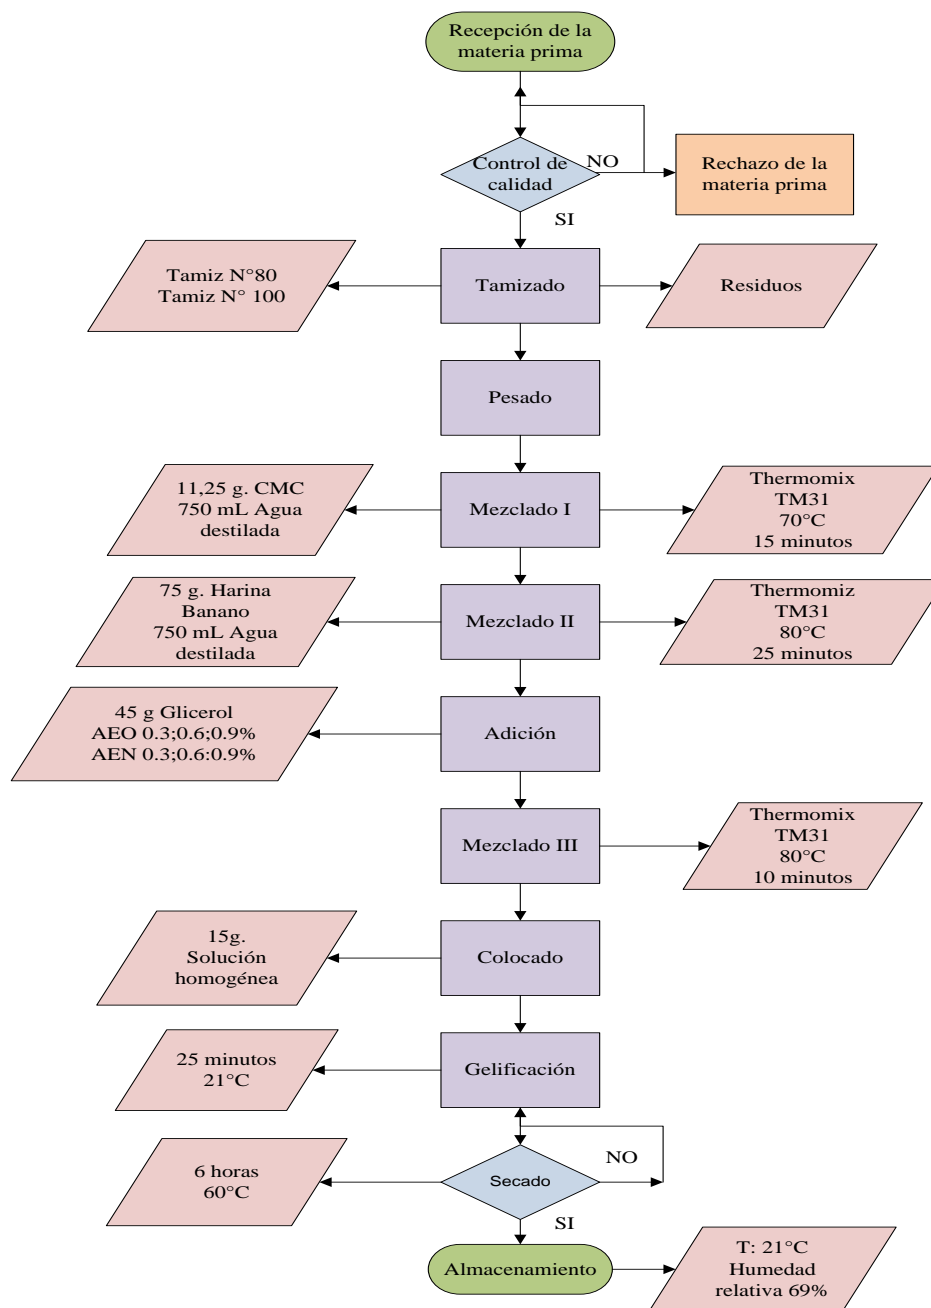 Recepción de la
materia prima
Control de
calidad
NO
Rechazo de la
materia prima
SI
Tamiz N°80
Tamiz N° 100
Tamizado
Residuos
Pesado
11,25 g. CMC
750 mL Agua
destilada
Mezclado I
Thermomix
TM31
70°C
15 minutos
75 g. Harina
Banano
750 mL Agua
destilada
Mezclado II
Thermomiz
TM31
80°C
25 minutos
45 g Glicerol
AEO 0.3;0.6;0.9%
AEN 0.3;0.6:0.9%
Adición
Mezclado III
Thermomix
TM31
80°C
10 minutos
15g.
Solución
homogénea
Colocado
25 minutos
21°C
Gelificación
6 horas
60°C
Secado
NO
SI
Almacenamiento
T: 21°C
Humedad
relativa 69%